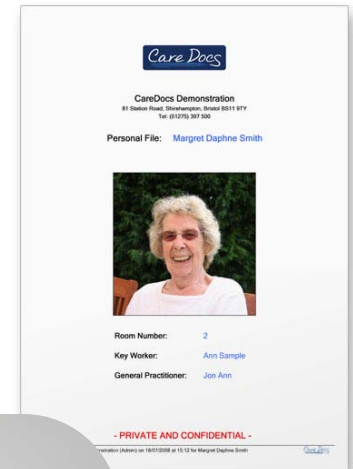 Care Docs
CareDocs Demonstration
81 Station Road, Shirehampton, Bristol BS11 9TY
Tel: (01275) 397 500
Personal File: Margret Daphne Smith
Room Number: 2
Key Worker: Ann Sample
General Practitioner: Jon Ann
- PRIVATE AND CONFIDENTIAL -
(Admin) on 18/07/2008 at 15:12 for Margret Daphne Smith
Care Docs